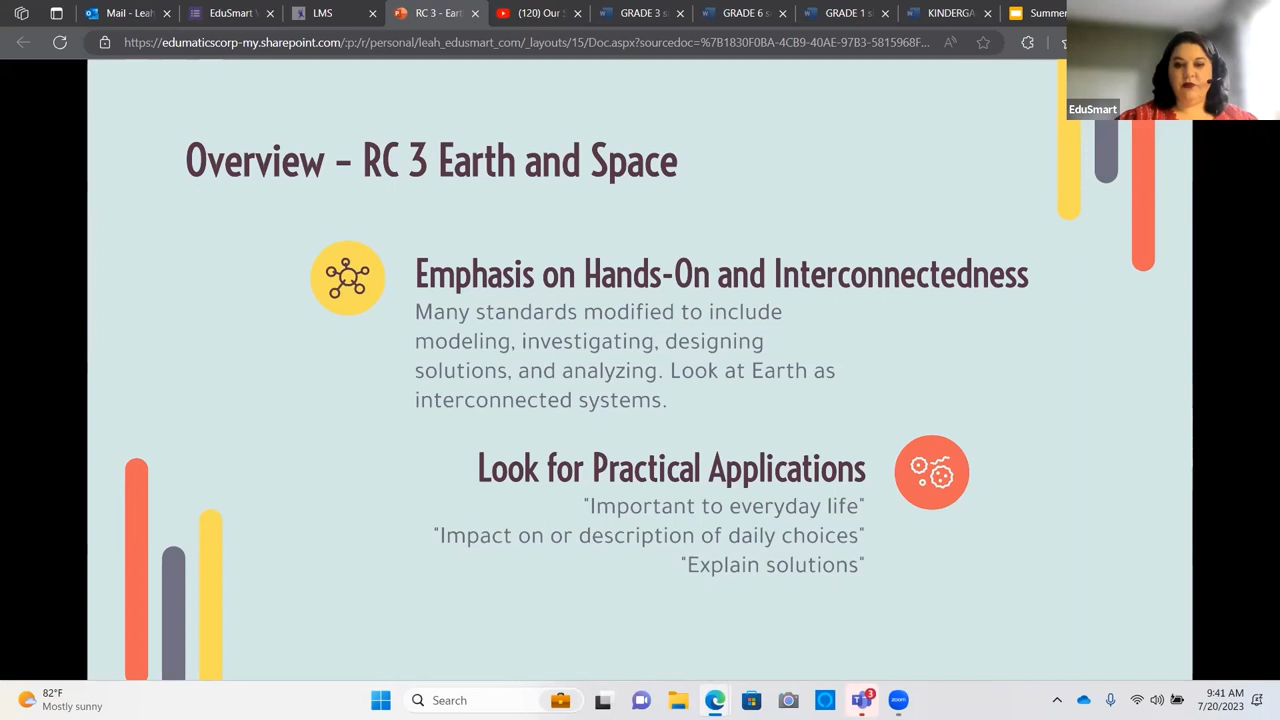 Mail - Leah
EduSmart W
LMS
RC 3 - Earth
(120) Our S
GRADE 3 s
GRADE 6 s
GRADE 1 s
KINDERGA
Summer
https://edumaticscorp-my.sharepoint.com/:p:/r/personal/leah_edusmart_com/_layouts/15/Doc.aspx?sourcedoc=%7B1830F0BA-4CB9-40AE-97B3-5815968F...
EduSmart
Overview – RC 3 Earth and Space
Emphasis on Hands-On and Interconnectedness
Many standards modified to include
modeling, investigating, designing
solutions, and analyzing. Look at Earth as
interconnected systems.
Look for Practical Applications
"Important to everyday life"
"Impact on or description of daily choices"
"Explain solutions"
82°F
Mostly sunny
Search
3
zoom
9:41 AM
7/20/2023